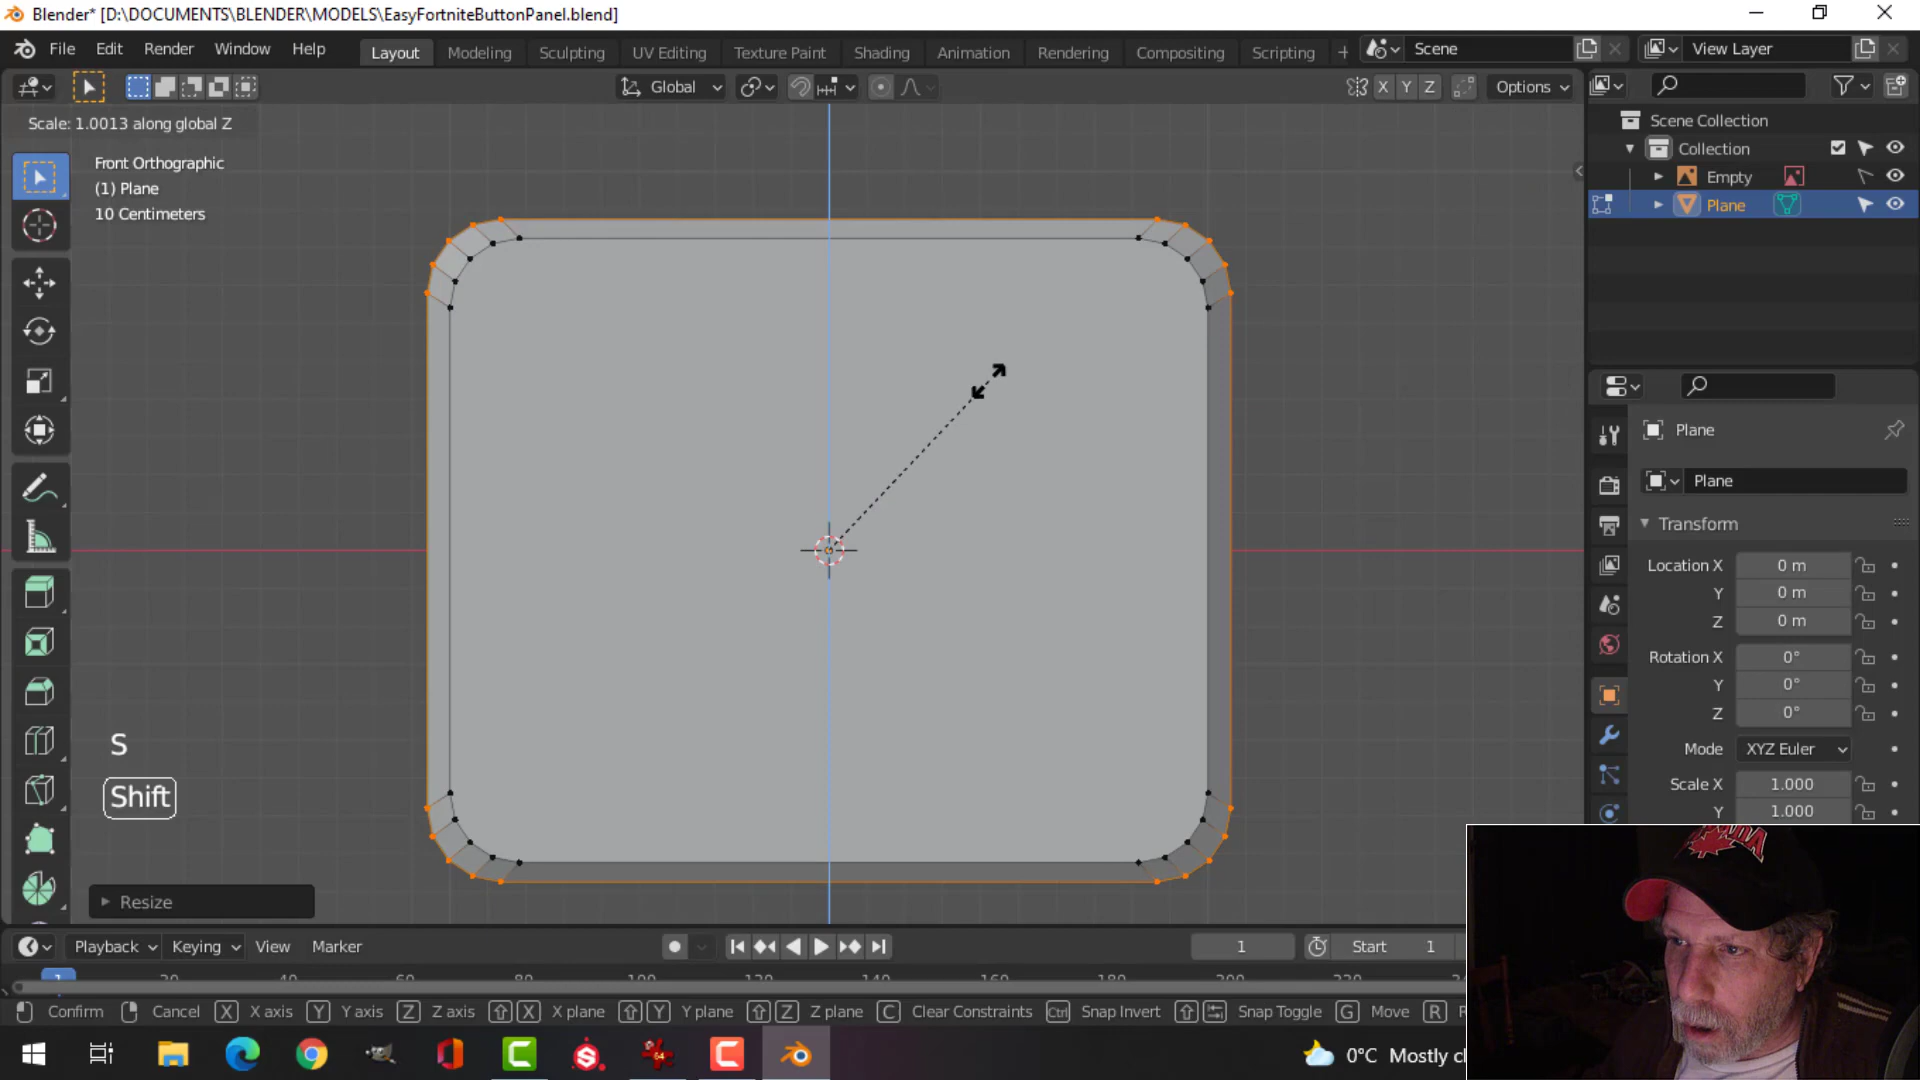 Blender* [D:\DOCUMENTS\BLENDER\MODELS\EasyFortniteButtonPanel.blend]
File Edit Render Window Help
Layout Modeling Sculpting UV Editing Texture Paint Shading Animation Rendering Compositing Scripting
Scene
View Layer
Global
X Y Z
Options
Scale: 1.0013 along global Z
Front Orthographic
(1) Plane
10 Centimeters
Scene Collection
Collection
Empty
Plane
Plane
Plane
Transform
Location X 0 m
Y 0 m
Z 0 m
Rotation X 0°
Y 0°
Z 0°
Mode XYZ Euler
Scale X 1.000
Y 1.000
S
Shift
Resize
Playback Keying View Marker
1
Start 1
1
Confirm Cancel X X axis Y Y axis Z Z axis X X plane Y Y plane Z Z plane C Clear Constraints Ctrl Snap Invert Snap Toggle G Move R
0°C Mostly cl